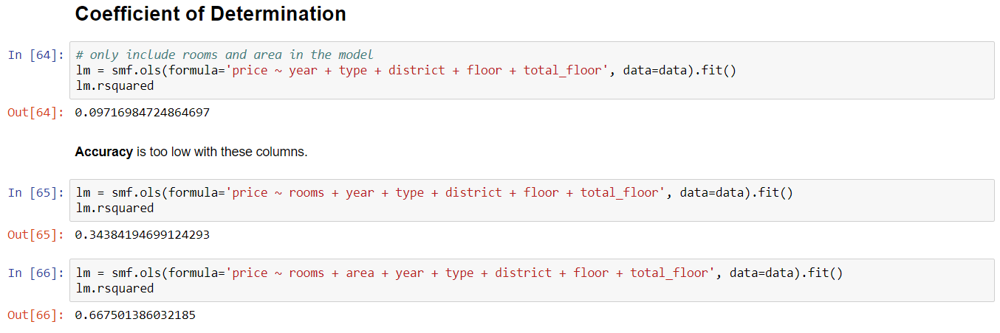 Coefficient of Determination
In [64]: # only include rooms and area in the model
lm = smf.ols(formula='price ~ year + type + district + floor + total_floor', data=data).fit()
lm.rsquared
Out[64]: 0.09716984724864697
Accuracy is too low with these columns.
In [65]: lm = smf.ols(formula='price ~ rooms + year + type + district + floor + total_floor', data=data).fit()
lm.rsquared
Out[65]: 0.34384194699124293
In [66]: lm = smf.ols(formula='price ~ rooms + area + year + type + district + floor + total_floor', data=data).fit()
lm.rsquared
Out[66]: 0.667501386032185